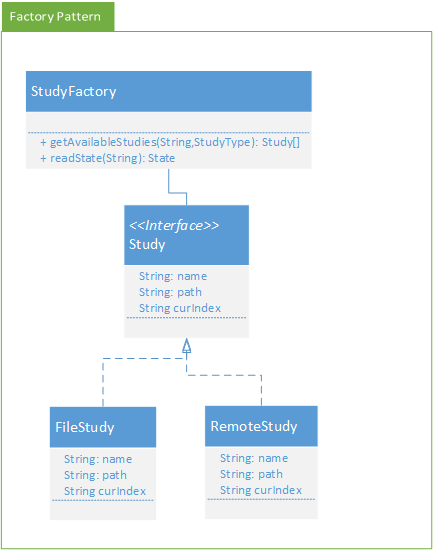 Factory Pattern
StudyFactory
+ getAvailableStudies(String,StudyType): Study[]
+ readState(String): State
<<Interface>>
Study
String: name
String: path
String curIndex
FileStudy
String: name
String: path
String curIndex
RemoteStudy
String: name
String: path
String curIndex